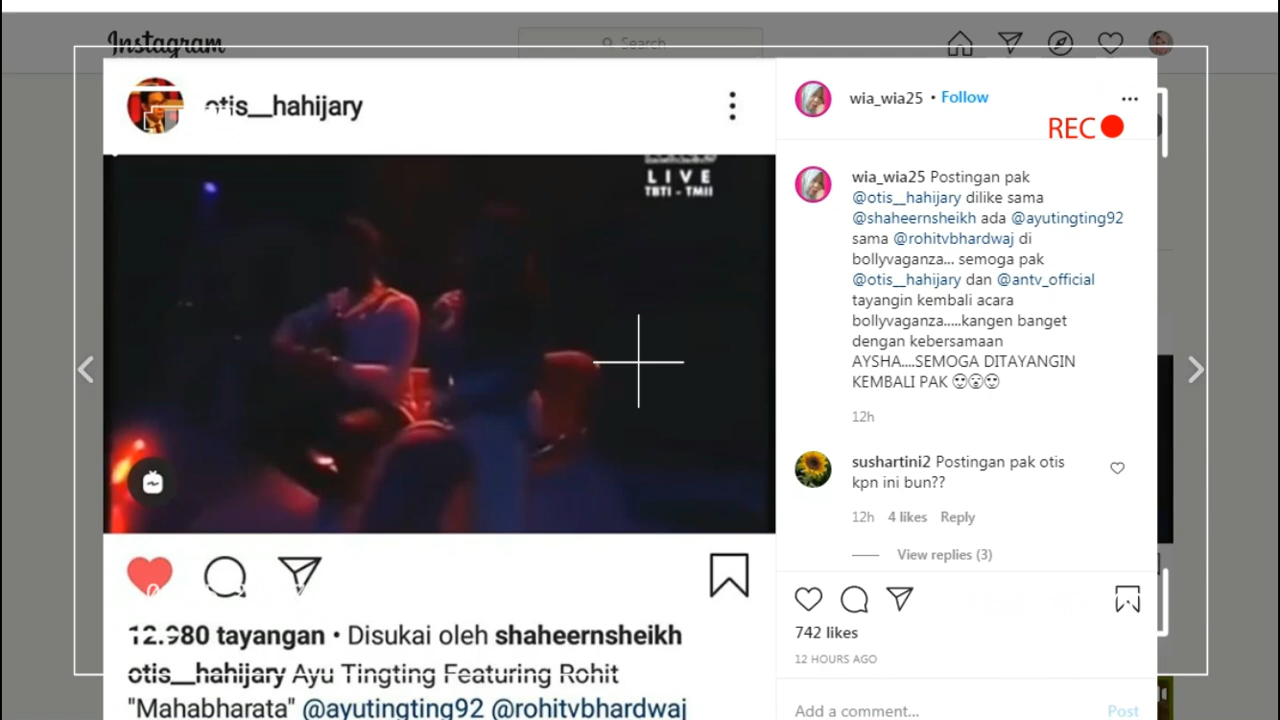 Instagram
Search
otis__hahijary
LIVE
TBTI - TMII
12.980 tayangan • Disukai oleh shaheernsheikh
otis__hahijary Ayu Tingting Featuring Rohit
"Mahabharata" @ayutingting92 @rohitvbhardwaj
wia_wia25 • Follow
REC
wia_wia25 Postingan pak
@otis__hahijary dilike sama
@shaheernsheikh ada @ayutingting92
sama @rohitvbhardwaj di
bollyvaganza... semoga pak
@otis__hahijary dan @antv_official
tayangin kembali acara
bollyvaganza.....kangen banget
dengan kebersamaan
AYSHA....SEMOGA DITAYANGIN
KEMBALI PAK
12h
sushartini2 Postingan pak otis
kpn ini bun??
12h 4 likes Reply
View replies (3)
742 likes
12 HOURS AGO
Add a comment... Post